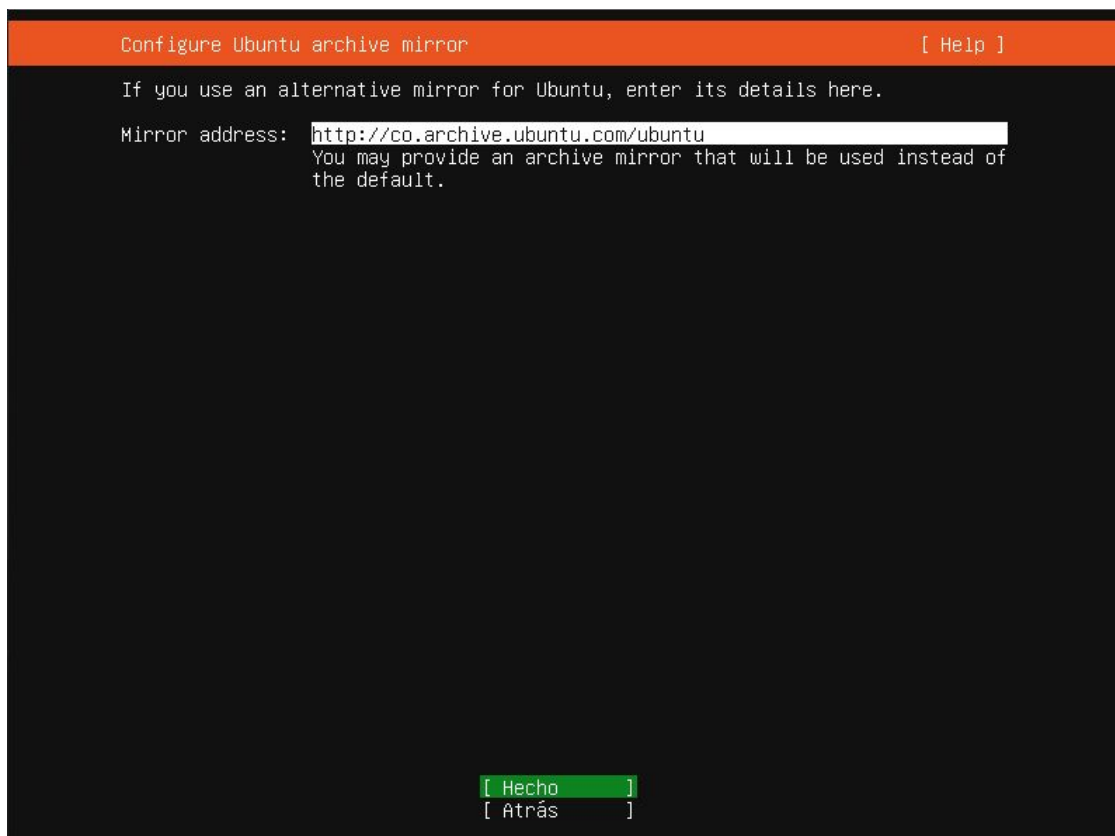 Configure Ubuntu archive mirror [ Help ]
If you use an alternative mirror for Ubuntu, enter its details here.
Mirror address: http://co.archive.ubuntu.com/ubuntu
You may provide an archive mirror that will be used instead of
the default.
[ Hecho ]
[ Atrás ]